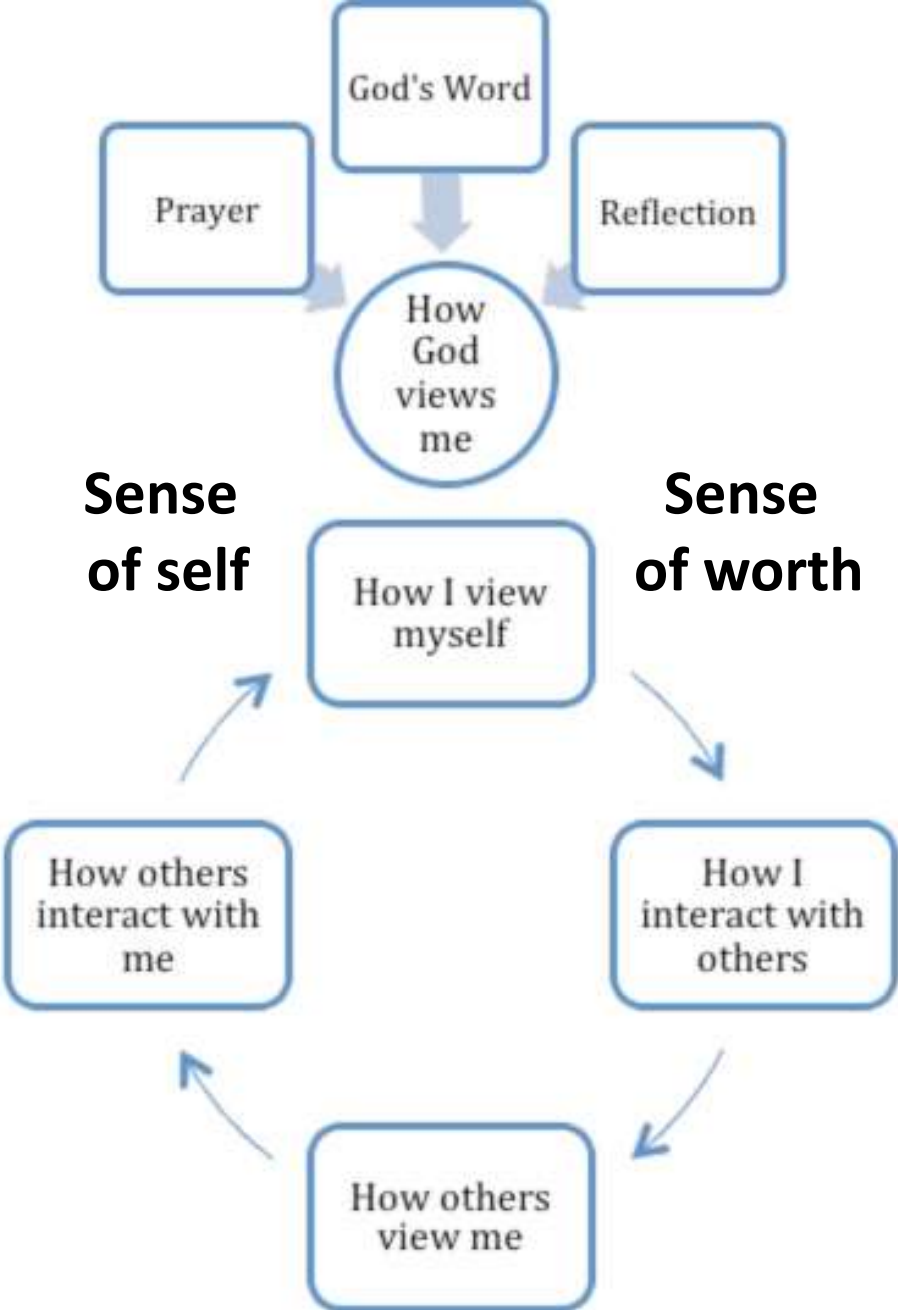 God's Word
Prayer
Reflection
How
God
views
me
Sense
of self
Sense
of worth
How I view
myself
How others
interact with
me
How I
interact with
others
How others
view me